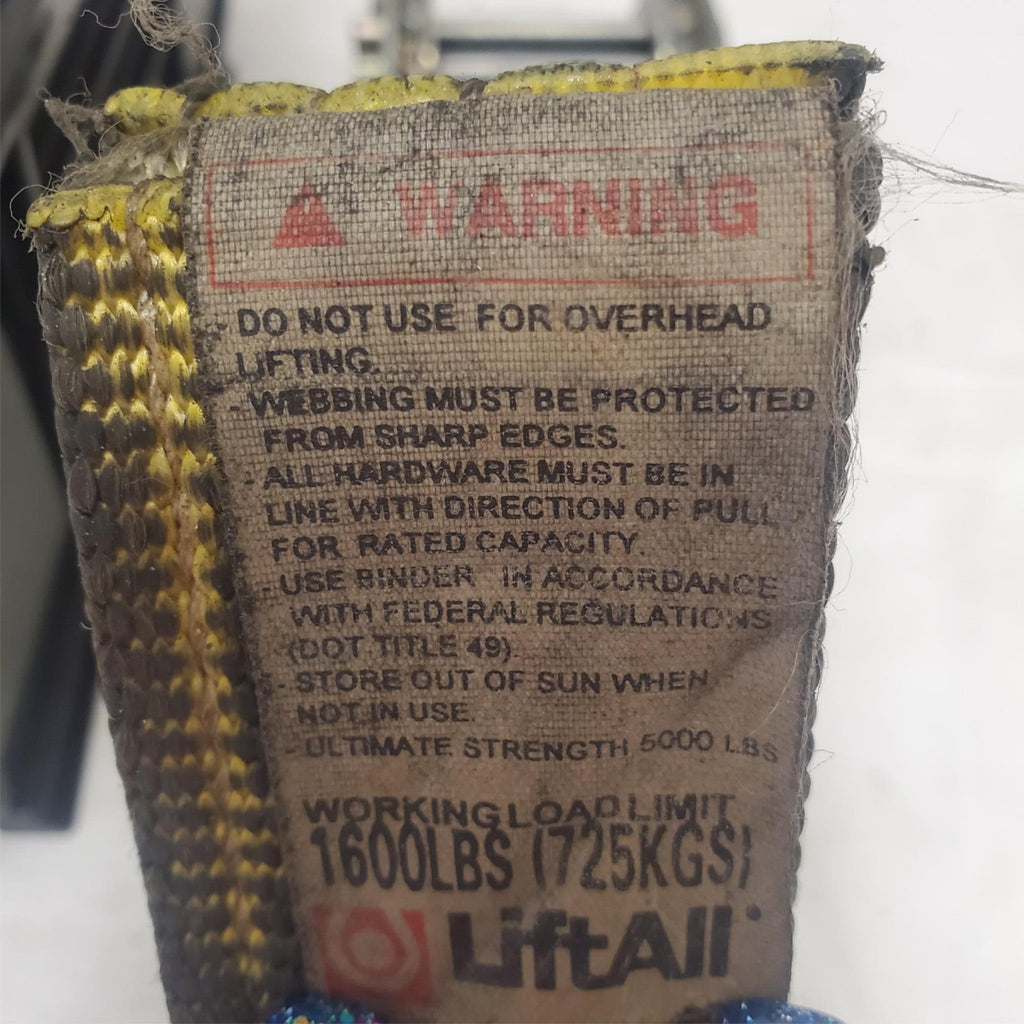 WARNING
- DO NOT USE FOR OVERHEAD
LIFTING.
- WEBBING MUST BE PROTECTED
FROM SHARP EDGES.
- ALL HARDWARE MUST BE IN
LINE WITH DIRECTION OF PULL
FOR RATED CAPACITY.
- USE BINDER IN ACCORDANCE
WITH FEDERAL REGULATIONS
(DOT TITLE 49).
- STORE OUT OF SUN WHEN
NOT IN USE.
- ULTIMATE STRENGTH 5000 LBS
WORKING LOAD LIMIT
1600LBS (725KGS)
LiftAll